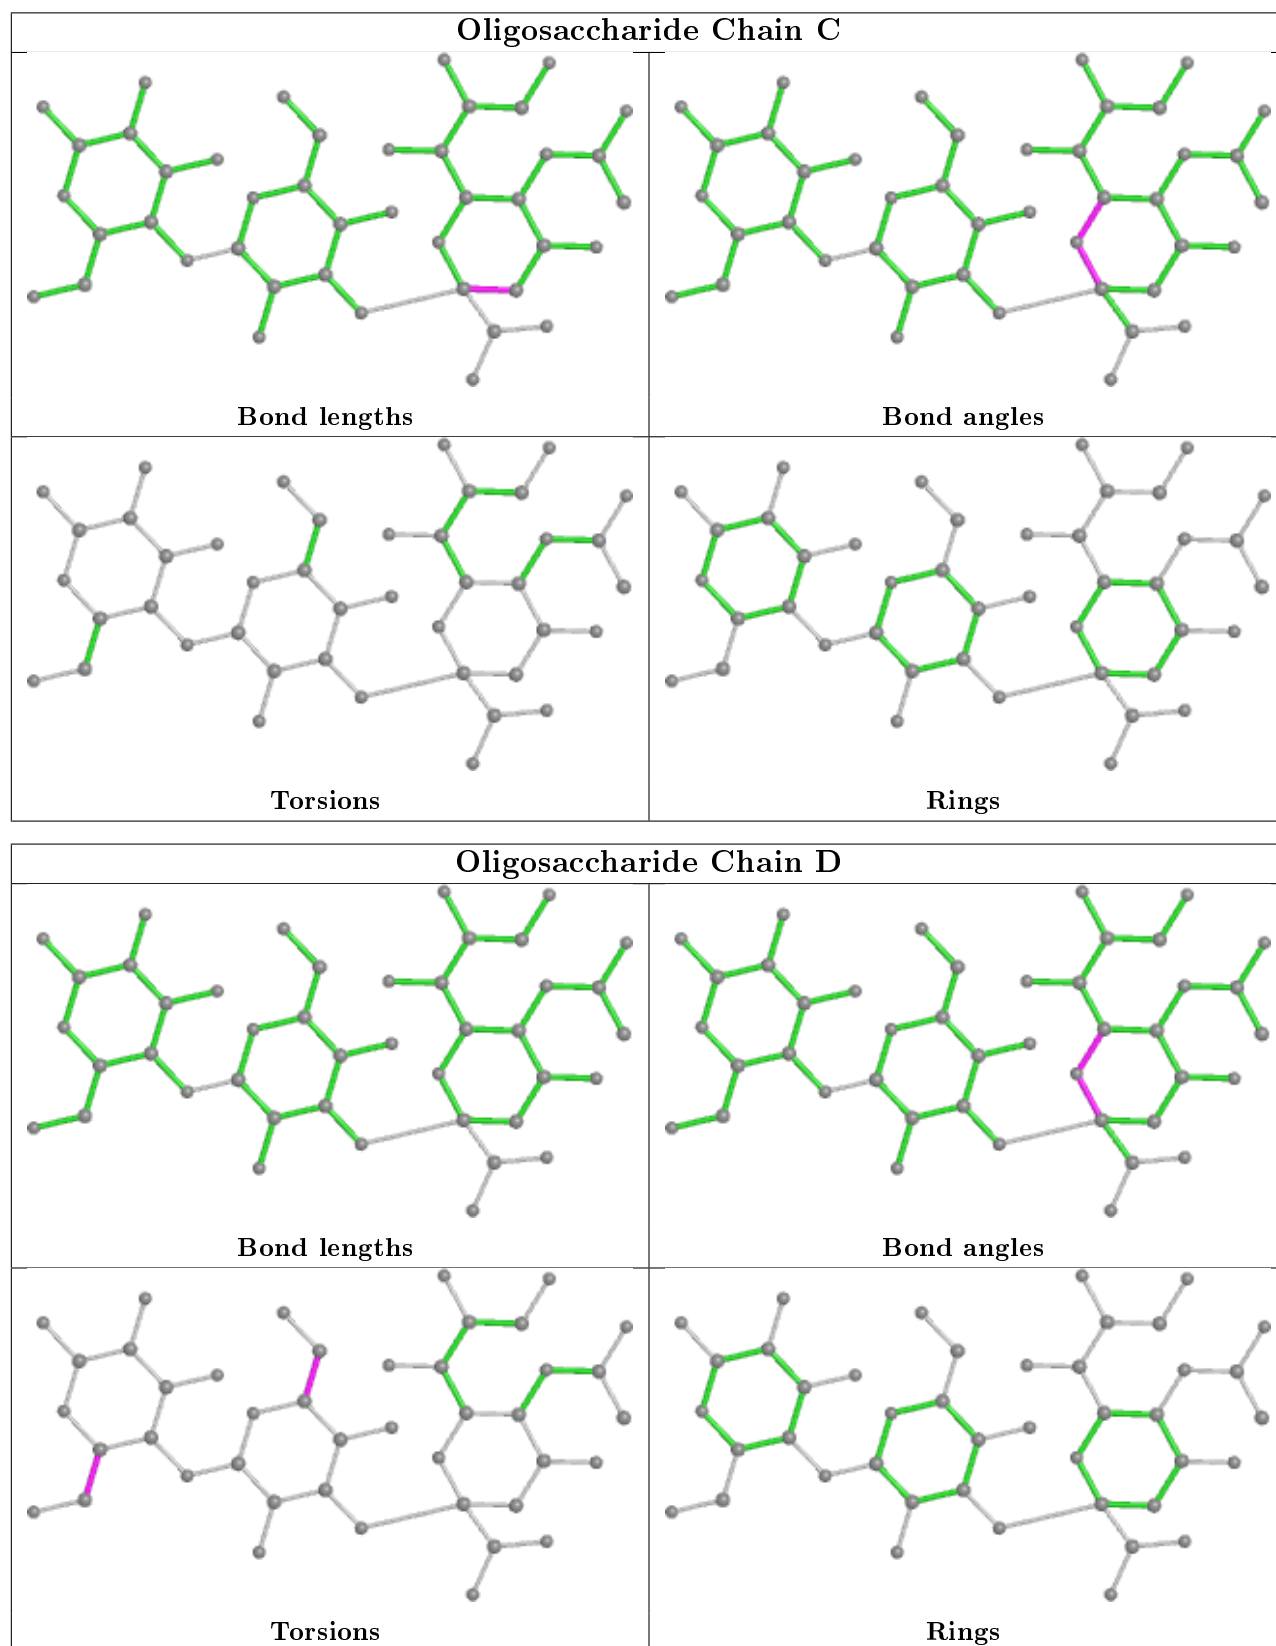 Oligosaccharide Chain C
Bond lengths
Bond angles
Torsions
Rings
Oligosaccharide Chain D
Bond lengths
Bond angles
Torsions
Rings